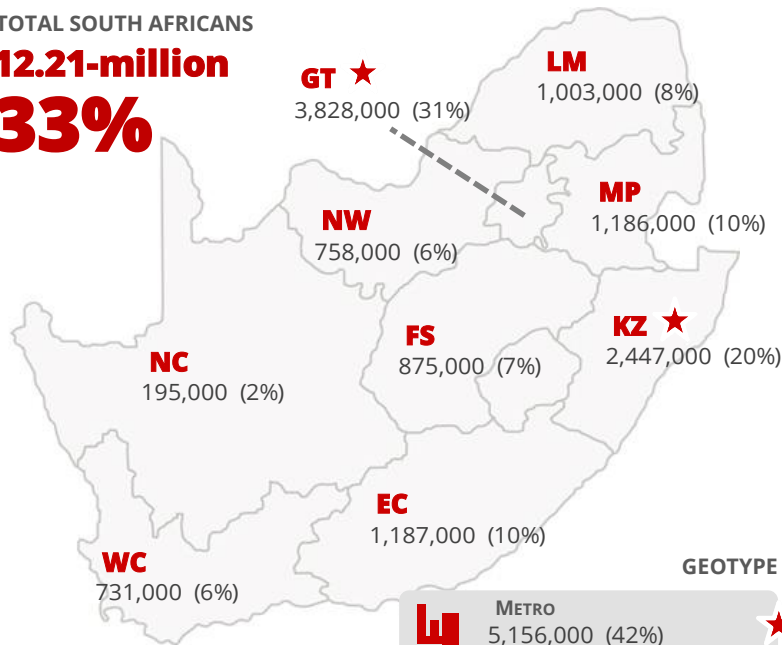 TOTAL SOUTH AFRICANS
12.21-million
33%
GT
3,828,000 (31%)
LM
1,003,000 (8%)
MP
1,186,000 (10%)
NW
758,000 (6%)
KZ
2,447,000 (20%)
FS
875,000 (7%)
NC
195,000 (2%)
EC
1,187,000 (10%)
WC
731,000 (6%)
GEOTYPE
METRO
5,156,000 (42%)